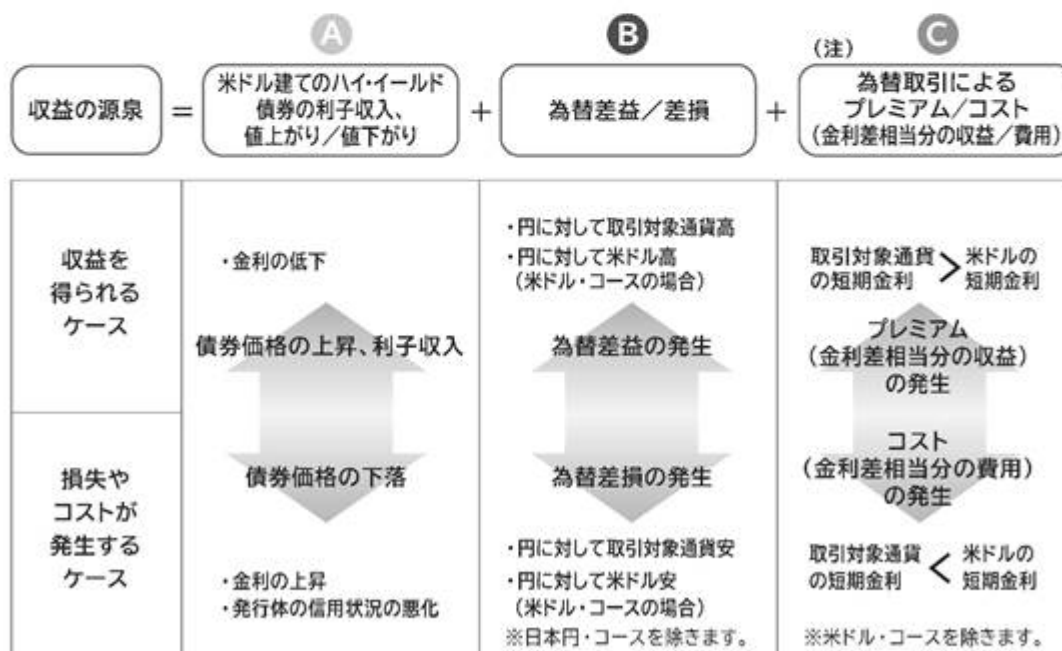 A
B
(注)
C
収益の源泉
=
米ドル建てのハイ・イールド
債券の利子収入、
値上がり/値下がり
+
為替差益/差損
+
為替取引による
プレミアム/コスト
(金利差相当分の収益/費用)
収益を
得られる
ケース
・金利の低下
債券価格の上昇、利子収入
・円に対して取引対象通貨高
・円に対して米ドル高
(米ドル・コースの場合)
為替差益の発生
取引対象通貨
の短期金利
>
米ドルの
短期金利
プレミアム
(金利差相当分の収益)
の発生
損失や
コストが
発生する
ケース
債券価格の下落
・金利の上昇
・発行体の信用状況の悪化
為替差損の発生
・円に対して取引対象通貨安
・円に対して米ドル安
(米ドル・コースの場合)
※日本円・コースを除きます。
コスト
(金利差相当分の費用)
の発生
取引対象通貨
の短期金利
<
米ドルの
短期金利
※米ドル・コースを除きます。